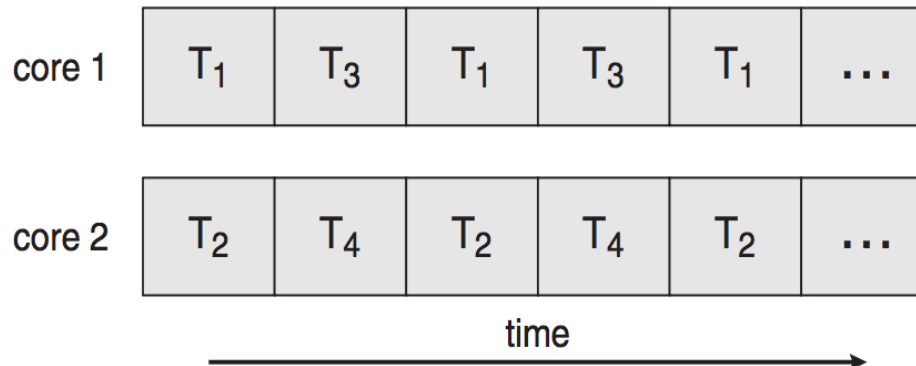 core 1 T₁ T₃ T₁ T₃ T₁ ...
core 2 T₂ T₄ T₂ T₄ T₂ ...
time